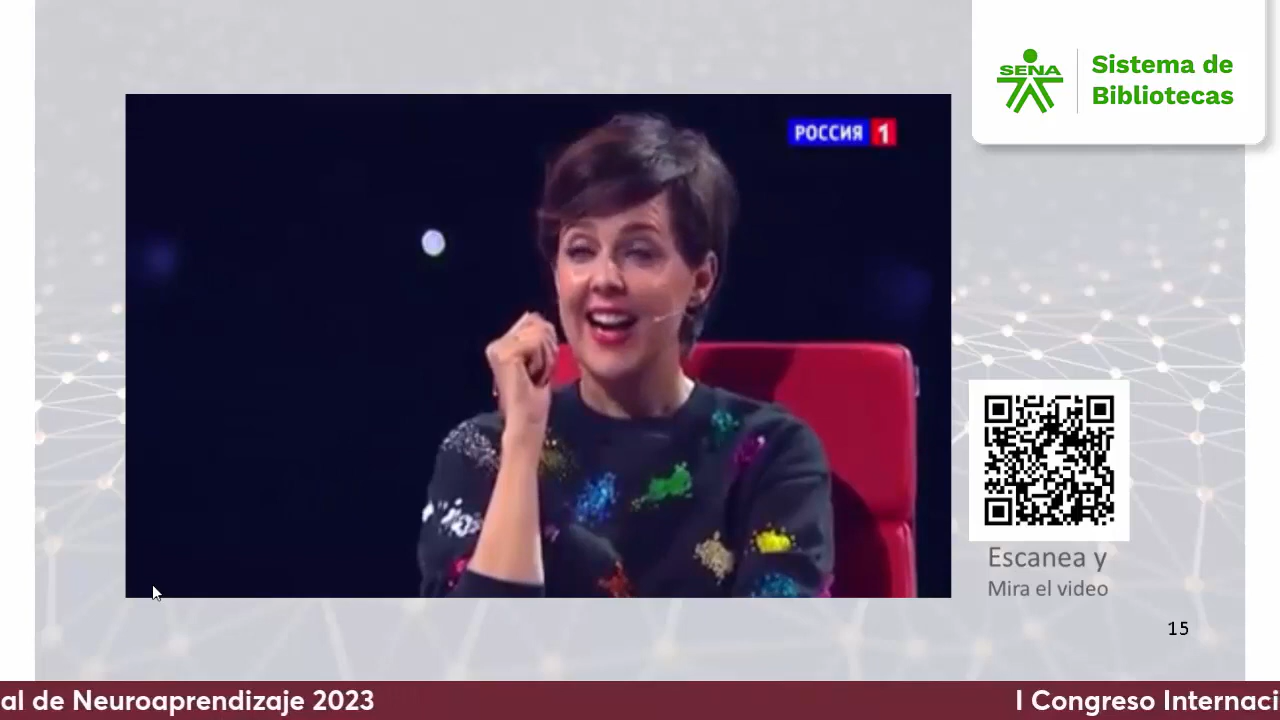 SENA
Sistema de
Bibliotecas
РОССИЯ 1
Escanea y
Mira el video
15
al de Neuroaprendizaje 2023
I Congreso Internaci